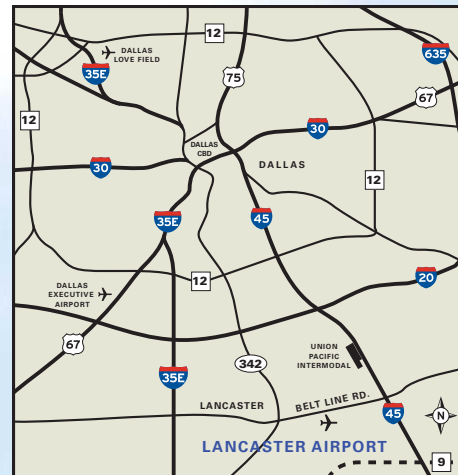 12
635
DALLAS
LOVE FIELD
35E
75
67
12
30
DALLAS
CBD
30
DALLAS
12
35E
45
20
12
DALLAS
EXECUTIVE
AIRPORT
67
UNION
PACIFIC
INTERMODAL
342
35E
LANCASTER
BELT LINE RD.
45
N
LANCASTER AIRPORT
9